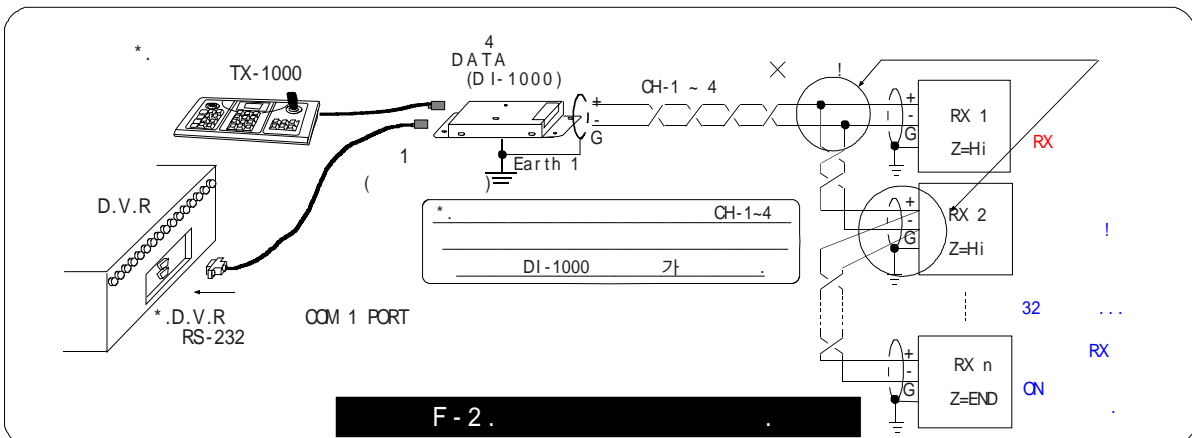 *.
4
DATA
(DI-1000)
TX-1000
CH-1 ~ 4
× !
+
-
G
Earth 1
1
( )
D.V.R
*.D.V.R
RS-232
COM 1 PORT
*. CH-1~4
DI-1000 가 .
+
-
G
RX 1
Z=Hi
RX
+
-
G
RX 2
Z=Hi
!
32 ...
RX
+
-
G
RX n
Z=END
ON
.
F-2. .